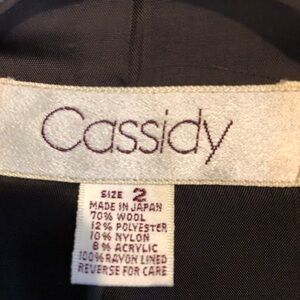 Cassidy
SIZE 2
MADE IN JAPAN
70% WOOL
12% POLYESTER
10% NYLON
8% ACRYLIC
100% RAYON LINED
REVERSE FOR CARE